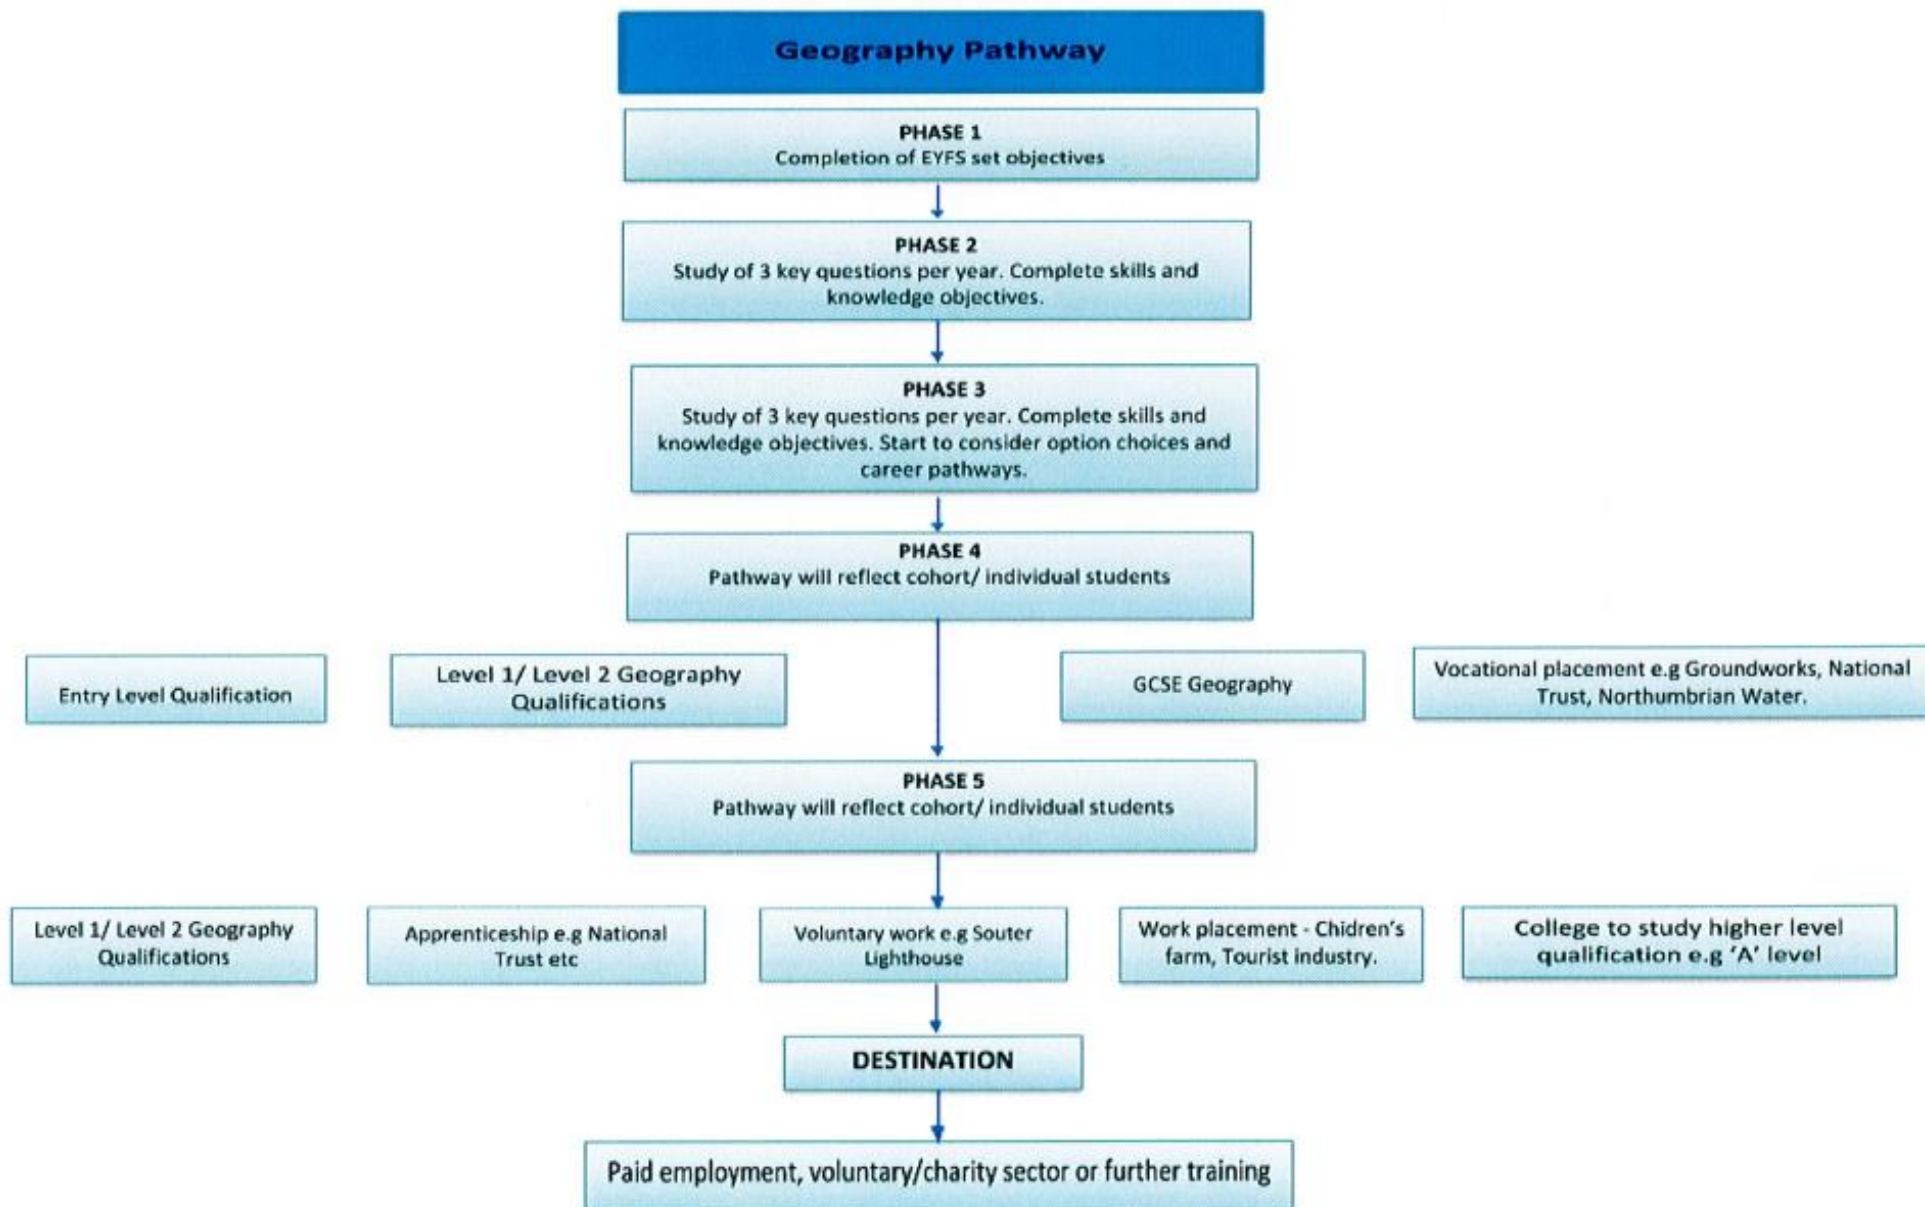 Geography Pathway
PHASE 1
Completion of EYFS set objectives
PHASE 2
Study of 3 key questions per year. Complete skills and
knowledge objectives.
PHASE 3
Study of 3 key questions per year. Complete skills and
knowledge objectives. Start to consider option choices and
career pathways.
PHASE 4
Pathway will reflect cohort/ individual students
Entry Level Qualification
Level 1/ Level 2 Geography
Qualifications
GCSE Geography
Vocational placement e.g Groundworks, National
Trust, Northumbrian Water.
PHASE 5
Pathway will reflect cohort/ individual students
Level 1/ Level 2 Geography
Qualifications
Apprenticeship e.g National
Trust etc
Voluntary work e.g Souter
Lighthouse
Work placement - Chidren's
farm, Tourist industry.
College to study higher level
qualification e.g 'A' level
DESTINATION
Paid employment, voluntary/charity sector or further training